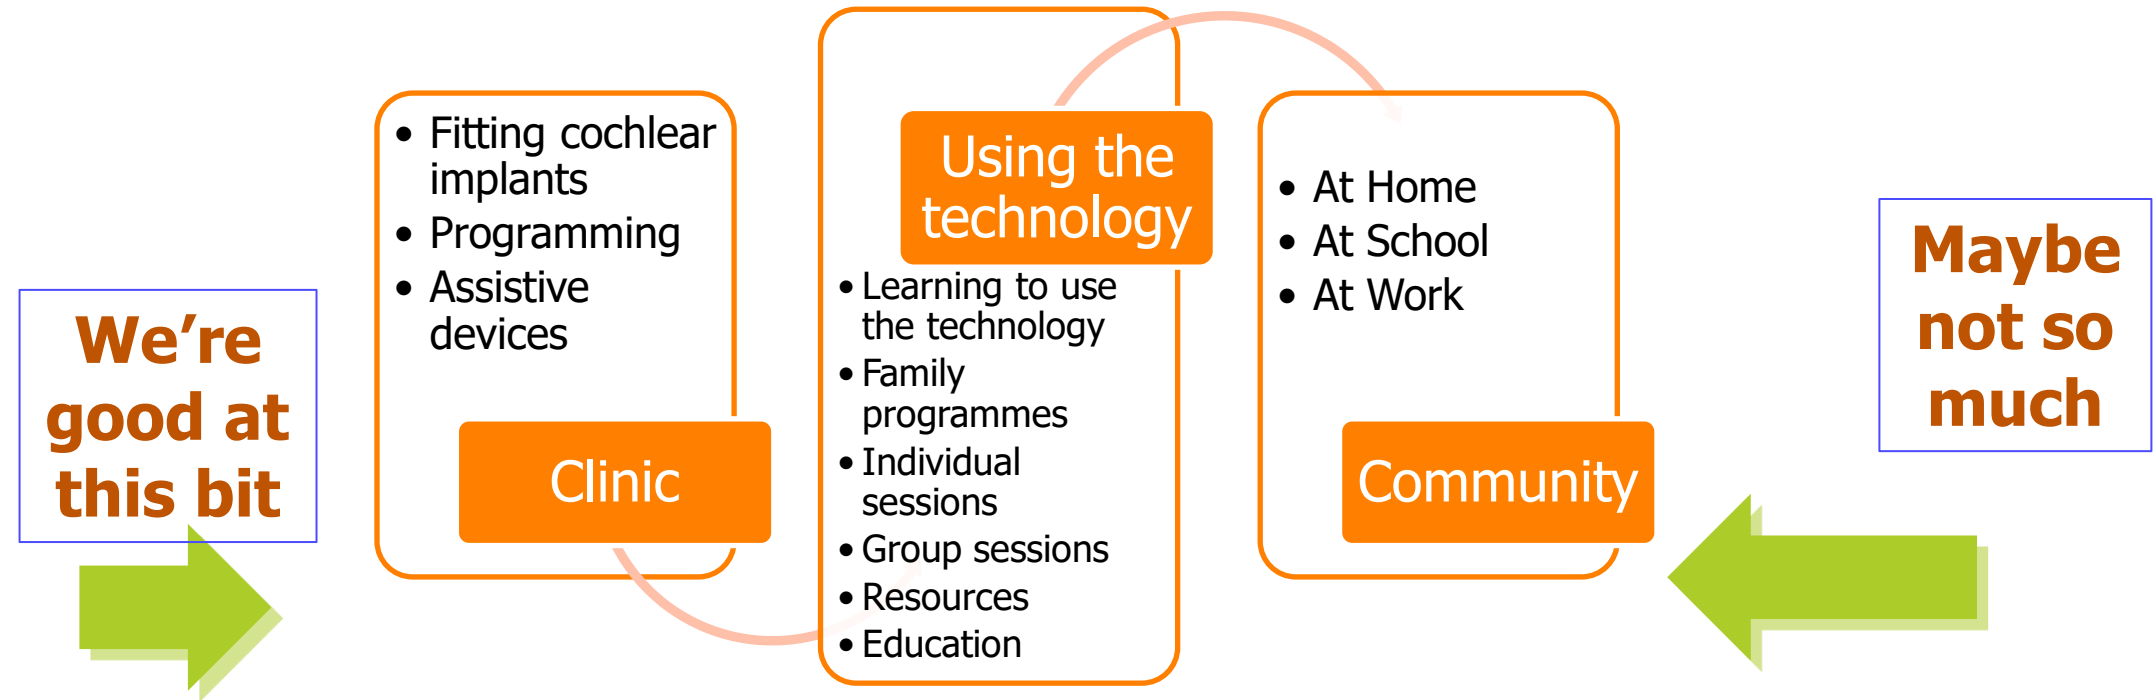 We’re
good at
this bit
• Fitting cochlear
implants
• Programming
• Assistive
devices
Clinic
Using the
technology
• Learning to use
the technology
• Family
programmes
• Individual
sessions
• Group sessions
• Resources
• Education
• At Home
• At School
• At Work
Community
Maybe
not so
much